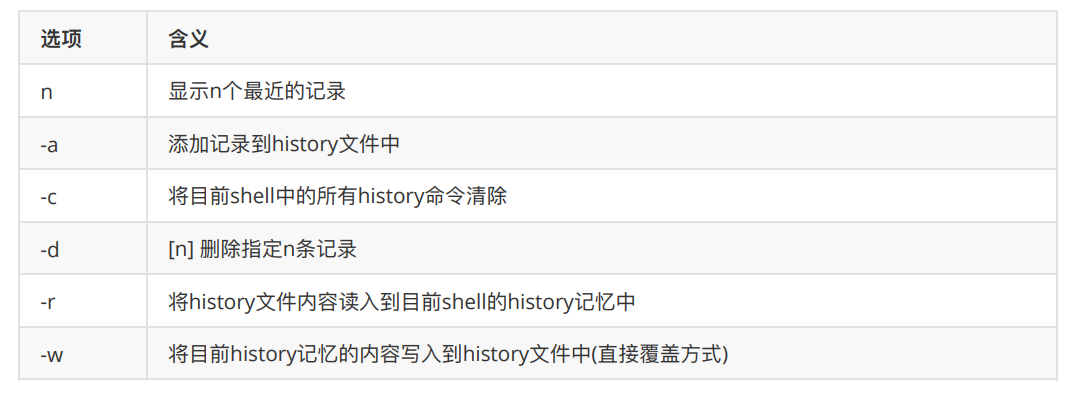 选项 含义
n 显示n个最近的记录
-a 添加记录到history文件中
-c 将目前shell中的所有history命令清除
-d [n] 删除指定n条记录
-r 将history文件内容读入到目前shell的history记忆中
-w 将目前history记忆的内容写入到history文件中(直接覆盖方式)